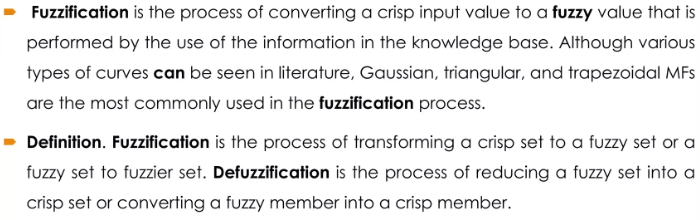 Fuzzification is the process of converting a crisp input value to a fuzzy value that is
performed by the use of the information in the knowledge base. Although various
types of curves can be seen in literature, Gaussian, triangular, and trapezoidal MFs
are the most commonly used in the fuzzification process.
Definition. Fuzzification is the process of transforming a crisp set to a fuzzy set or a
fuzzy set to fuzzier set. Defuzzification is the process of reducing a fuzzy set into a
crisp set or converting a fuzzy member into a crisp member.